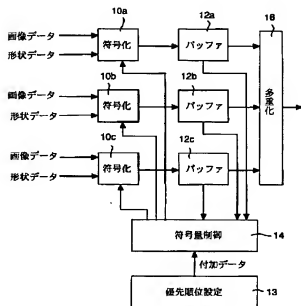 10a
12a
16
画像データ
形状データ
符号化
バッファ
10b
12b
画像データ
形状データ
符号化
バッファ
多重化
10c
12c
画像データ
形状データ
符号化
バッファ
符号量制御
14
付加データ
優先順位設定
13